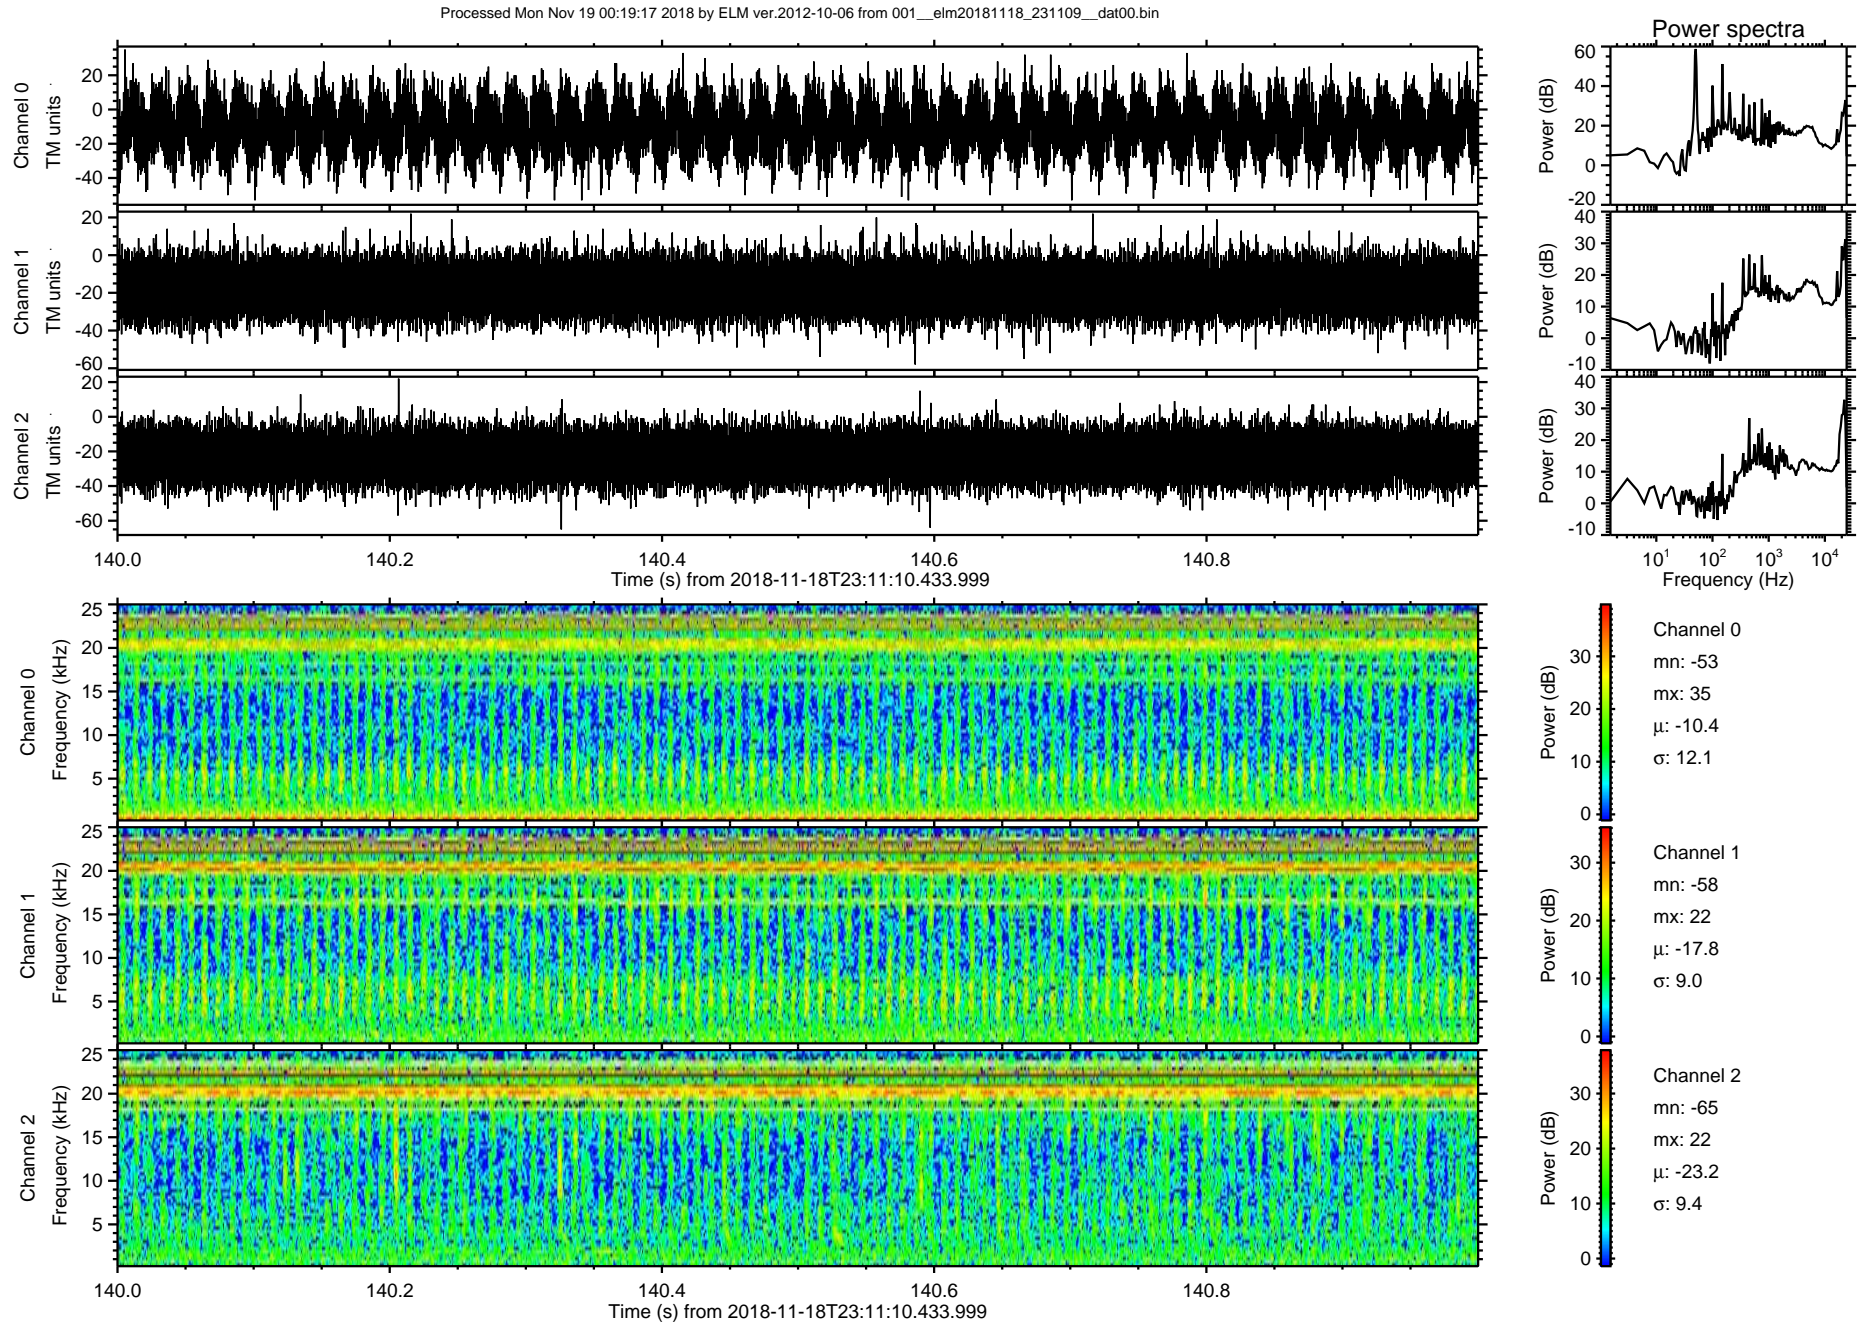 Processed Mon Nov 19 00:19:17 2018 by ELM ver.2012-10-06 from 001__elm20181118_231109__dat00.bin
Power spectra
Channel 0
TM units
20
0
-20
-40
Power (dB)
60
40
20
0
-20
Channel 1
TM units
20
0
-20
-40
-60
Power (dB)
40
30
20
10
0
-10
Channel 2
TM units
20
0
-20
-40
-60
Power (dB)
40
30
20
10
0
-10
140.0 140.2 140.4 140.6 140.8
Time (s) from 2018-11-18T23:11:10.433.999
10^1 10^2 10^3 10^4
Frequency (Hz)
Channel 0
Frequency (kHz)
25
20
15
10
5
Power (dB)
30
20
10
0
Channel 0
mn: -53
mx: 35
μ: -10.4
σ: 12.1
Channel 1
Frequency (kHz)
25
20
15
10
5
Power (dB)
30
20
10
0
Channel 1
mn: -58
mx: 22
μ: -17.8
σ: 9.0
Channel 2
Frequency (kHz)
25
20
15
10
5
Power (dB)
30
20
10
0
Channel 2
mn: -65
mx: 22
μ: -23.2
σ: 9.4
140.0 140.2 140.4 140.6 140.8
Time (s) from 2018-11-18T23:11:10.433.999